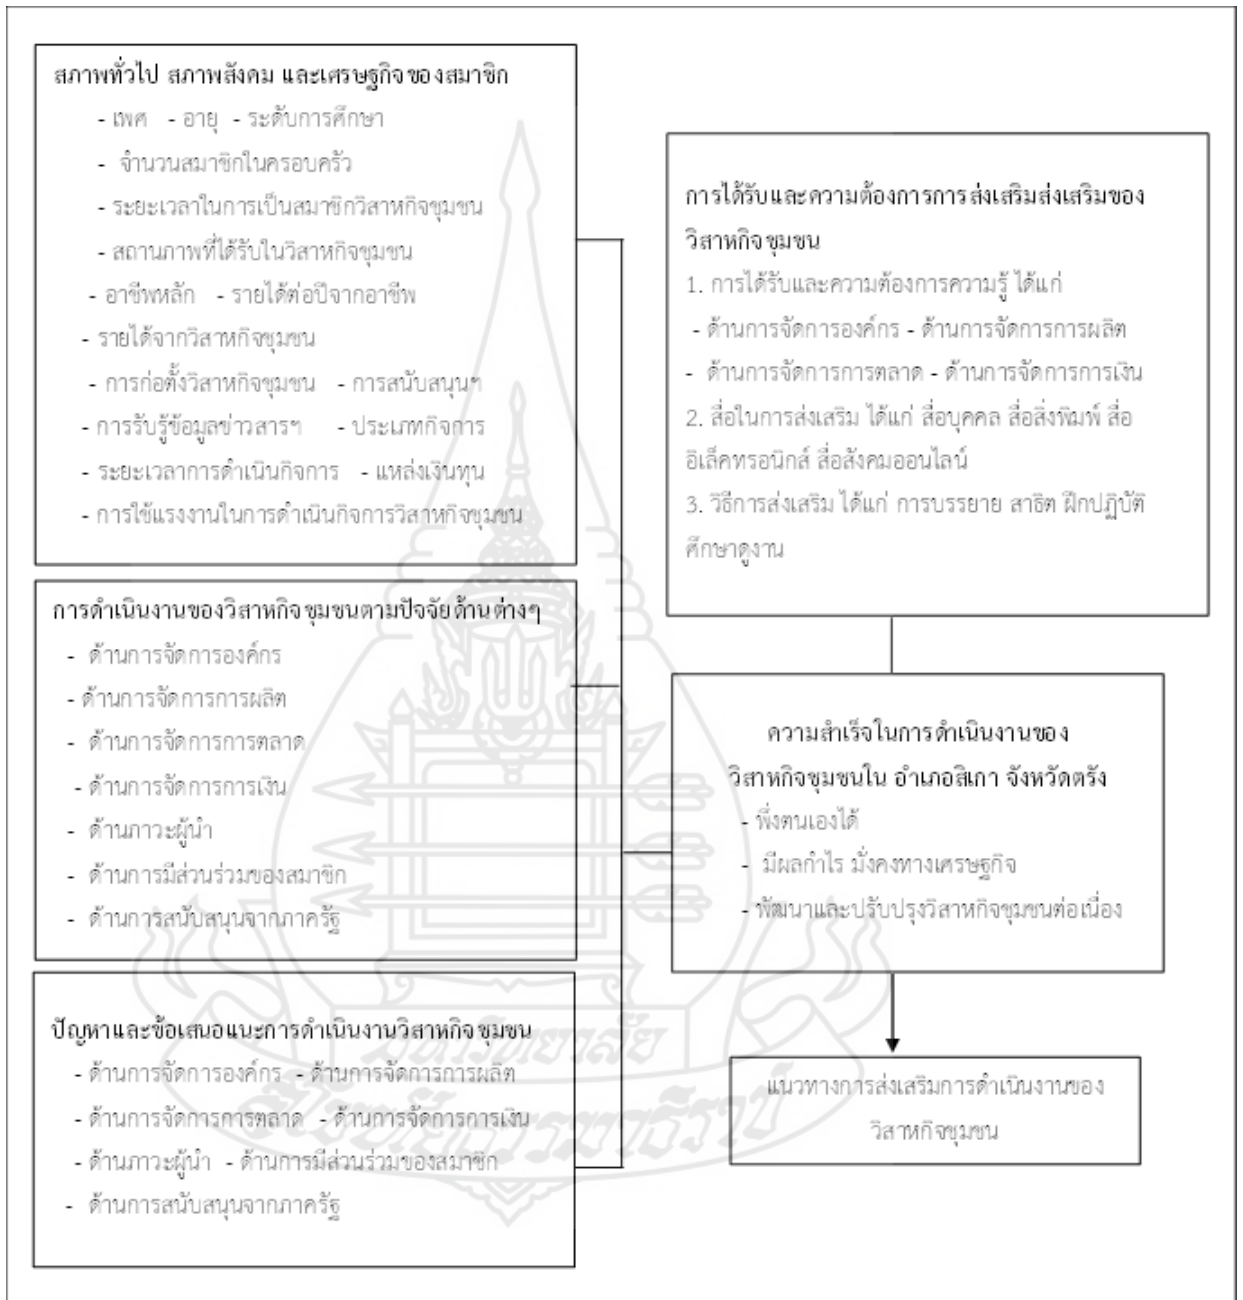 สภาพทั่วไป สภาพสังคม และเศรษฐกิจของสมาชิก
- เพศ - อายุ - ระดับการศึกษา
- จำนวนสมาชิกในครอบครัว
- ระยะเวลาในการเป็นสมาชิกวิสาหกิจชุมชน
- สถานภาพที่ได้รับในวิสาหกิจชุมชน
- อาชีพหลัก - รายได้ต่อปีจากอาชีพ
- รายได้จากวิสาหกิจชุมชน
- การก่อตั้งวิสาหกิจชุมชน - การสนับสนุนฯ
- การรับรู้ข้อมูลข่าวสารฯ - ประเภทกิจการ
- ระยะเวลาการดำเนินกิจการ - แหล่งเงินทุน
- การใช้แรงงานในการดำเนินกิจการวิสาหกิจชุมชน
การดำเนินงานของวิสาหกิจชุมชนตามปัจจัยด้านต่างๆ
- ด้านการจัดการองค์กร
- ด้านการจัดการการผลิต
- ด้านการจัดการการตลาด
- ด้านการจัดการการเงิน
- ด้านภาวะผู้นำ
- ด้านการมีส่วนร่วมของสมาชิก
- ด้านการสนับสนุนจากภาครัฐ
ปัญหาและข้อเสนอแนะการดำเนินงานวิสาหกิจชุมชน
- ด้านการจัดการองค์กร - ด้านการจัดการการผลิต
- ด้านการจัดการการตลาด - ด้านการจัดการการเงิน
- ด้านภาวะผู้นำ - ด้านการมีส่วนร่วมของสมาชิก
- ด้านการสนับสนุนจากภาครัฐ
การได้รับและความต้องการการส่งเสริมส่งเสริมของ
วิสาหกิจชุมชน
1. การได้รับและความต้องการความรู้ ได้แก่
- ด้านการจัดการองค์กร - ด้านการจัดการการผลิต
- ด้านการจัดการการตลาด - ด้านการจัดการการเงิน
2. สื่อในการส่งเสริม ได้แก่ สื่อบุคคล สื่อสิ่งพิมพ์ สื่อ
อิเล็คทรอนิกส์ สื่อสังคมออนไลน์
3. วิธีการส่งเสริม ได้แก่ การบรรยาย สาธิต ฝึกปฏิบัติ
ศึกษาดูงาน
ความสำเร็จในการดำเนินงานของ
วิสาหกิจชุมชนใน อำเภอสิเกา จังหวัดตรัง
- พึ่งตนเองได้
- มีผลกำไร มั่งคงทางเศรษฐกิจ
- พัฒนาและปรับปรุงวิสาหกิจชุมชนต่อเนื่อง
แนวทางการส่งเสริมการดำเนินงานของ
วิสาหกิจชุมชน
มหาวิทยาลัย
สุโขทัยธรรมาธิราช